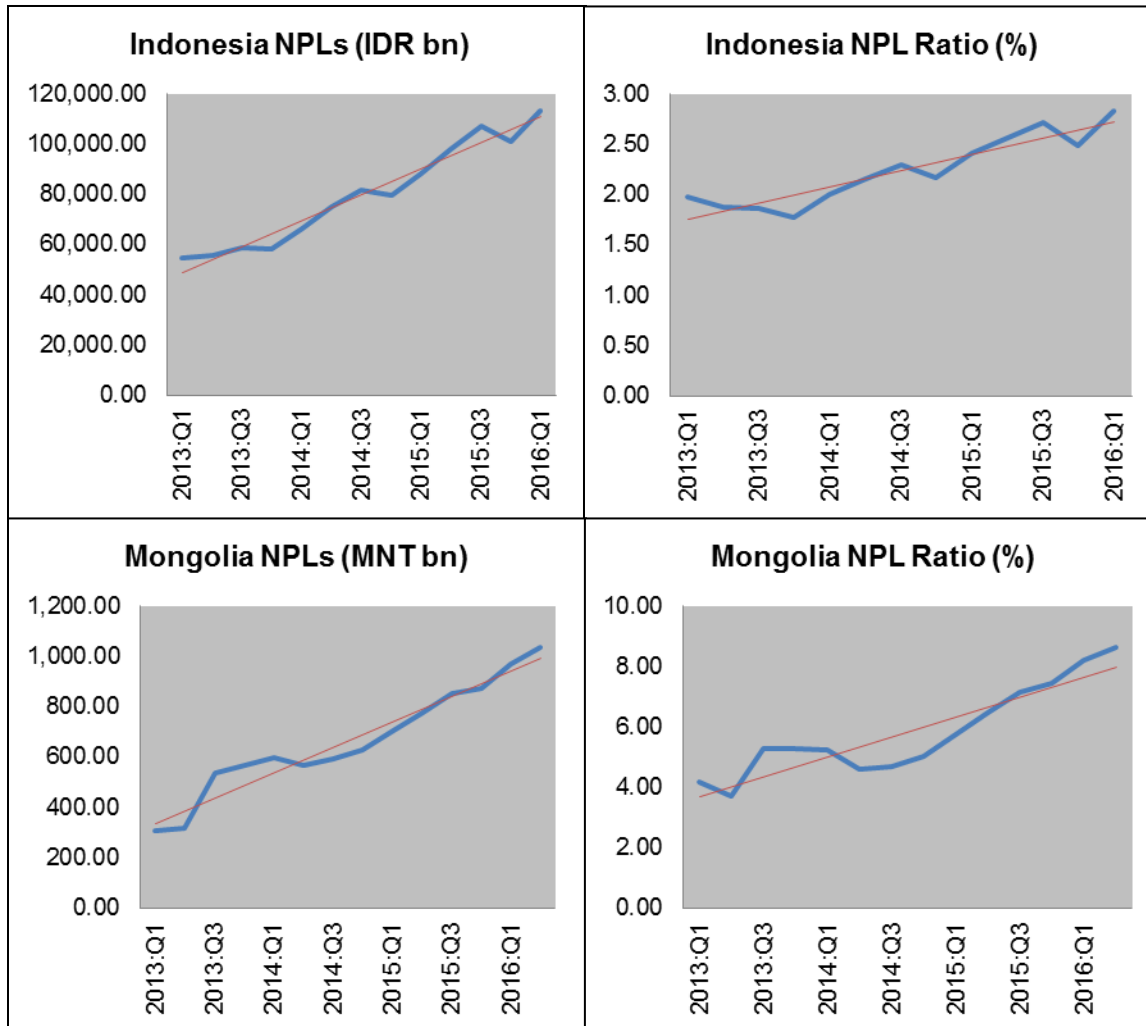 Indonesia NPLs (IDR bn)
120,000.00
100,000.00
80,000.00
60,000.00
40,000.00
20,000.00
0.00
2013:Q1
2013:Q3
2014:Q1
2014:Q3
2015:Q1
2015:Q3
2016:Q1
Indonesia NPL Ratio (%)
3.00
2.50
2.00
1.50
1.00
0.50
0.00
2013:Q1
2013:Q3
2014:Q1
2014:Q3
2015:Q1
2015:Q3
2016:Q1
Mongolia NPLs (MNT bn)
1,200.00
1,000.00
800.00
600.00
400.00
200.00
0.00
2013:Q1
2013:Q3
2014:Q1
2014:Q3
2015:Q1
2015:Q3
2016:Q1
Mongolia NPL Ratio (%)
10.00
8.00
6.00
4.00
2.00
0.00
2013:Q1
2013:Q3
2014:Q1
2014:Q3
2015:Q1
2015:Q3
2016:Q1